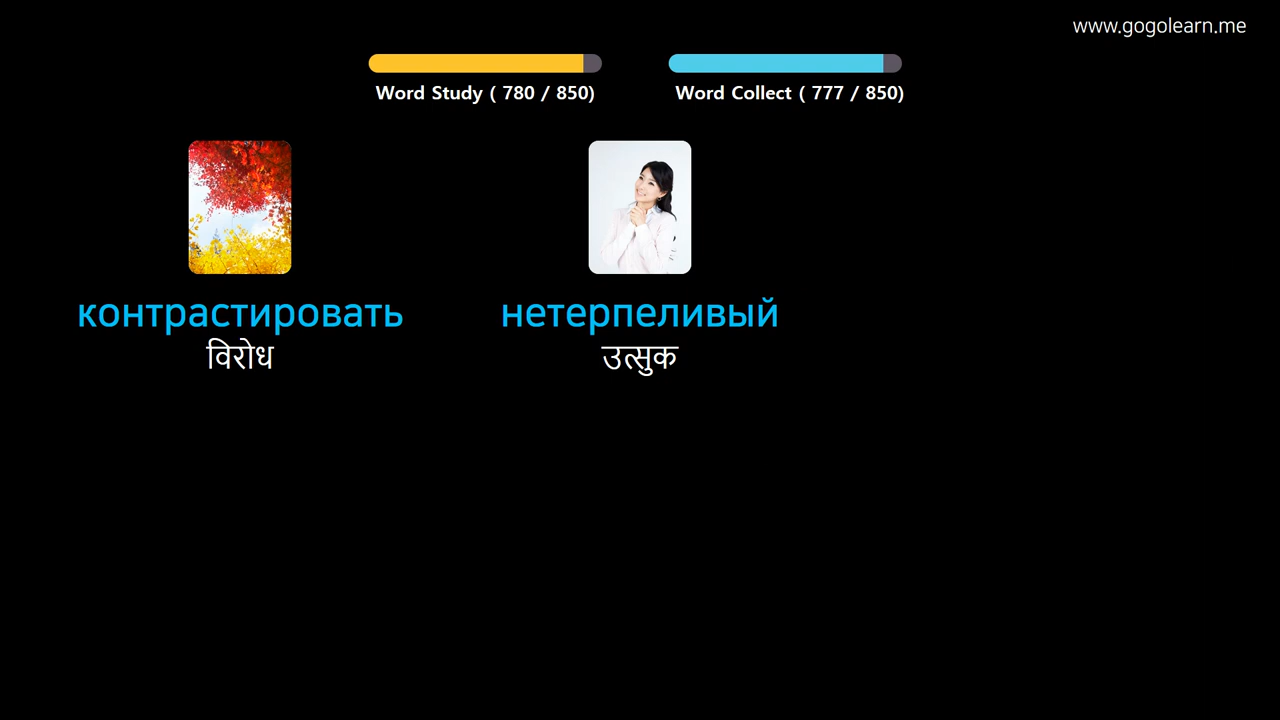 www.gogolearn.me
Word Study ( 780 / 850)
Word Collect ( 777 / 850)
контрастировать
विरोध
нетерпеливый
उत्सुक